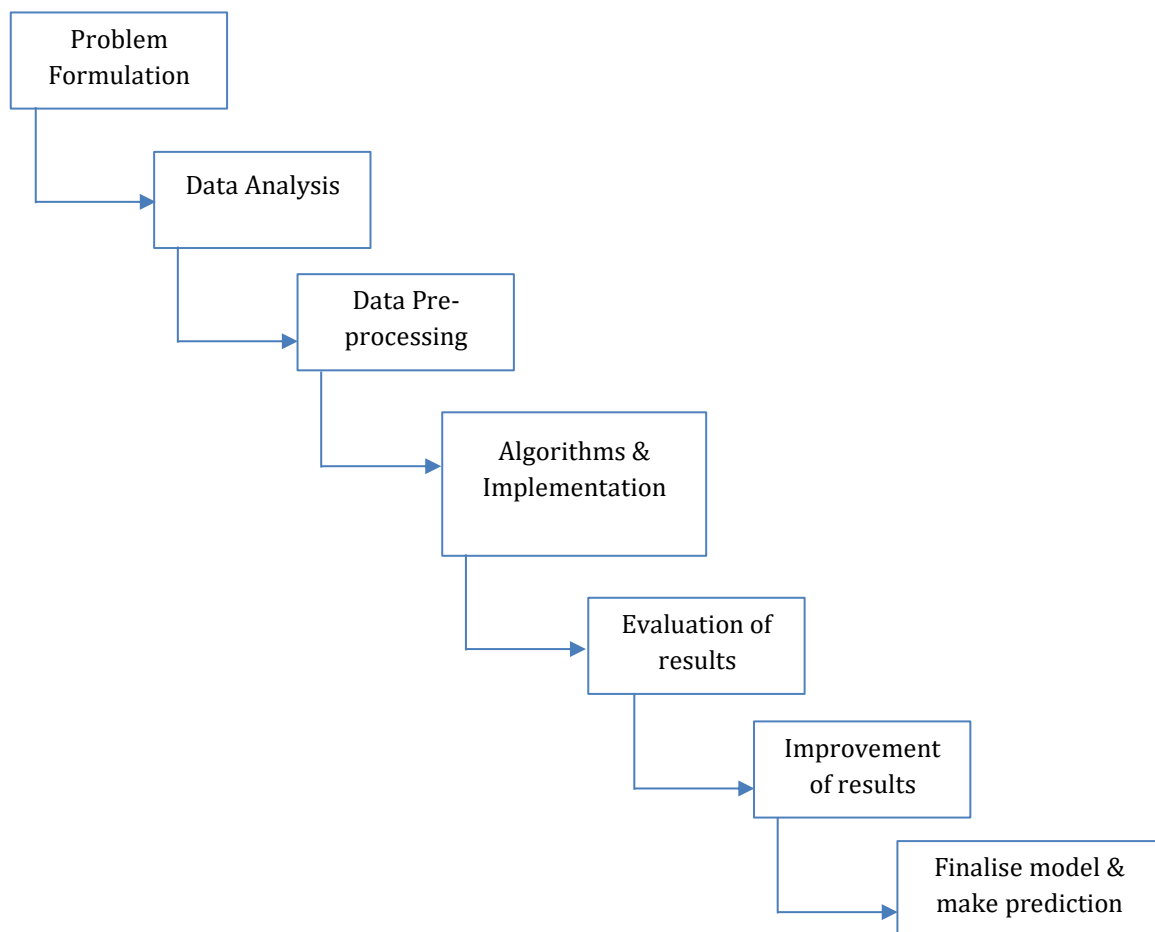 Problem
Formulation
Data Analysis
Data Pre-
processing
Algorithms &
Implementation
Evaluation of
results
Improvement
of results
Finalise model &
make prediction